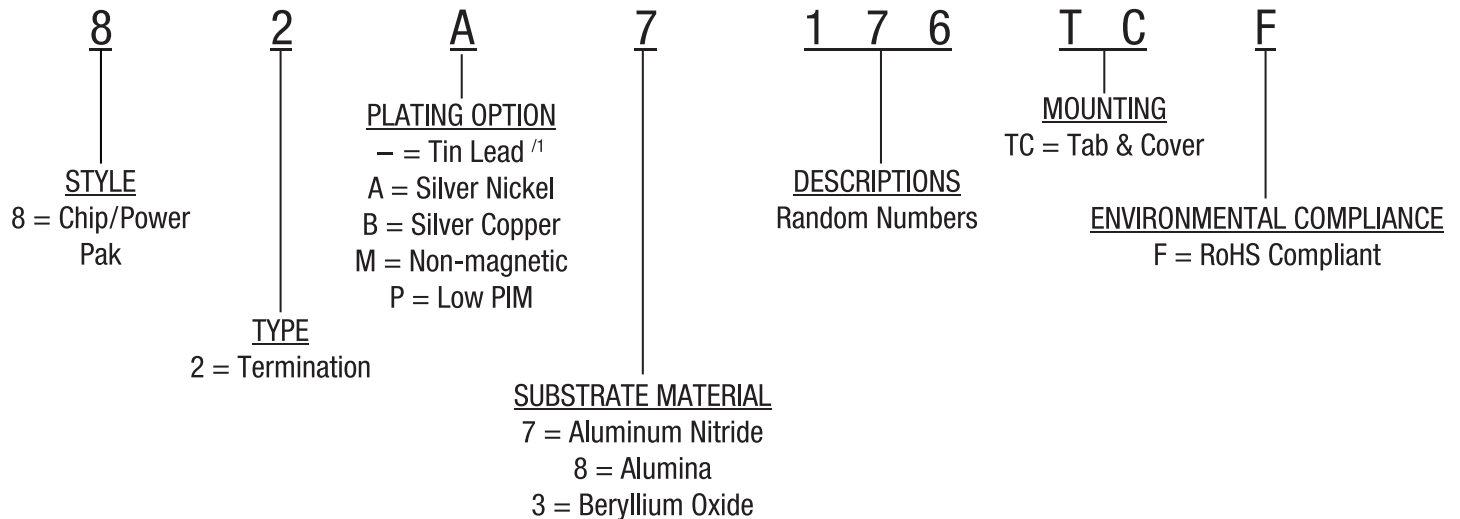 8 2 A 7 1 7 6 T C F
STYLE
8 = Chip/Power
Pak
TYPE
2 = Termination
PLATING OPTION
– = Tin Lead /1
A = Silver Nickel
B = Silver Copper
M = Non-magnetic
P = Low PIM
SUBSTRATE MATERIAL
7 = Aluminum Nitride
8 = Alumina
3 = Beryllium Oxide
DESCRIPTIONS
Random Numbers
MOUNTING
TC = Tab & Cover
ENVIRONMENTAL COMPLIANCE
F = RoHS Compliant